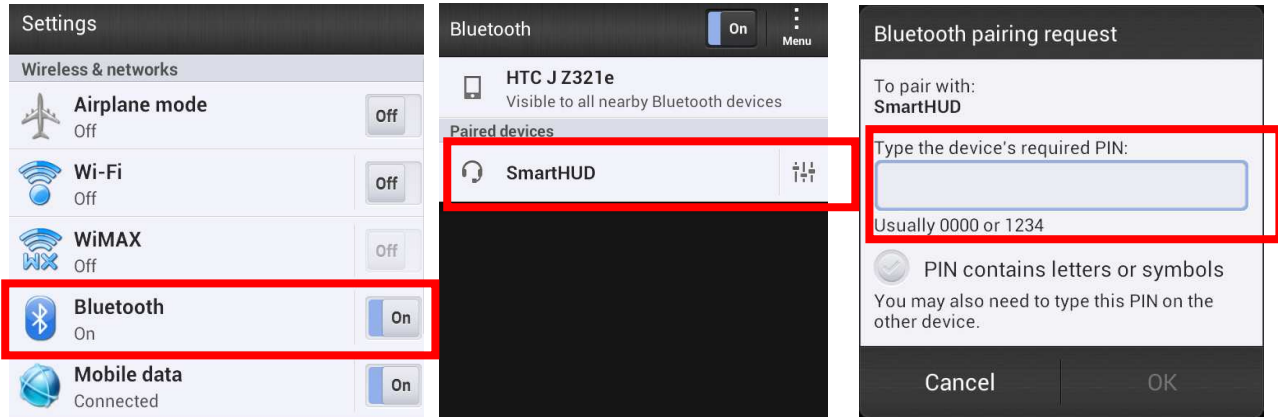 Settings
Wireless & networks
Airplane mode
Off
Off
Wi-Fi
Off
Off
WiMAX
Off
Off
WX
Bluetooth
On
On
Mobile data
Connected
On
Bluetooth
On
Menu
HTC J Z321e
Visible to all nearby Bluetooth devices
Paired devices
SmartHUD
Bluetooth pairing request
To pair with:
SmartHUD
Type the device's required PIN:
Usually 0000 or 1234
PIN contains letters or symbols
You may also need to type this PIN on the
other device.
Cancel
OK